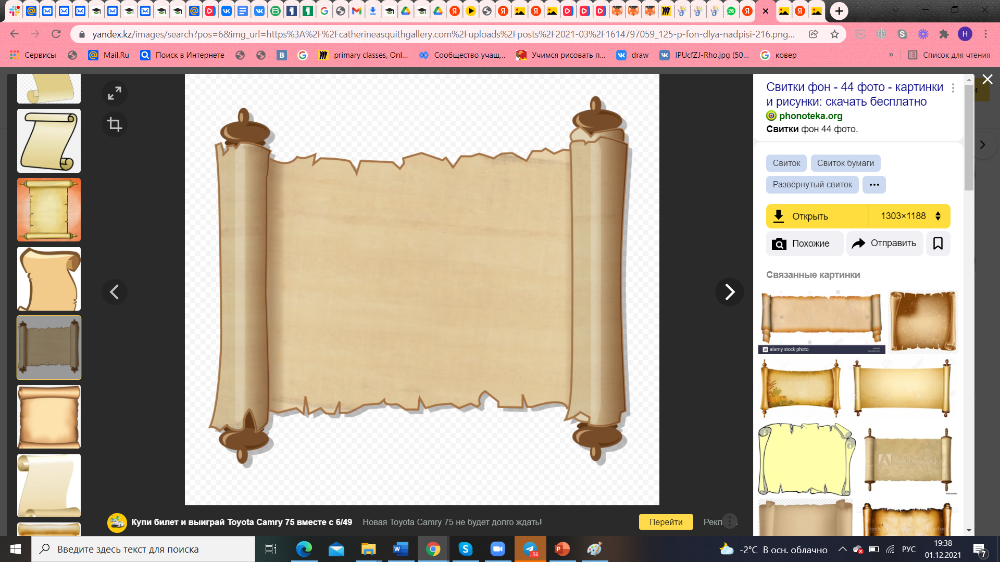 26
yandex.kz/images/search?pos=6&img_url=https%3A%2F%2Fcatherineasquithgallery.com%2Fuploads%2Fposts%2F2021-03%2F1614797059_125-p-fon-dlya-nadpisi-216.png...
H
Сервисы
Mail.Ru
Поиск в Интернете
primary classes, Onl...
Сообщество учащ...
Учимся рисовать п...
draw
IPUcfZJ-Rho.jpg (50...
ковер
»
Список для чтения
Свитки фон - 44 фото - картинки
и рисунки: скачать бесплатно
phonoteka.org
Свитки фон 44 фото.
Свиток
Свиток бумаги
Развёрнутый свиток
Открыть
1303×1188
Похожие
Отправить
Связанные картинки
alamy stock photo
Adobe Stock
Купи билет и выиграй Toyota Camry 75 вместе с 6/49
Новая Toyota Camry 75 не будет долго ждать!
Перейти
Введите здесь текст для поиска
..56
-2°C В осн. облачно
РУС
19:38
01.12.2021
7